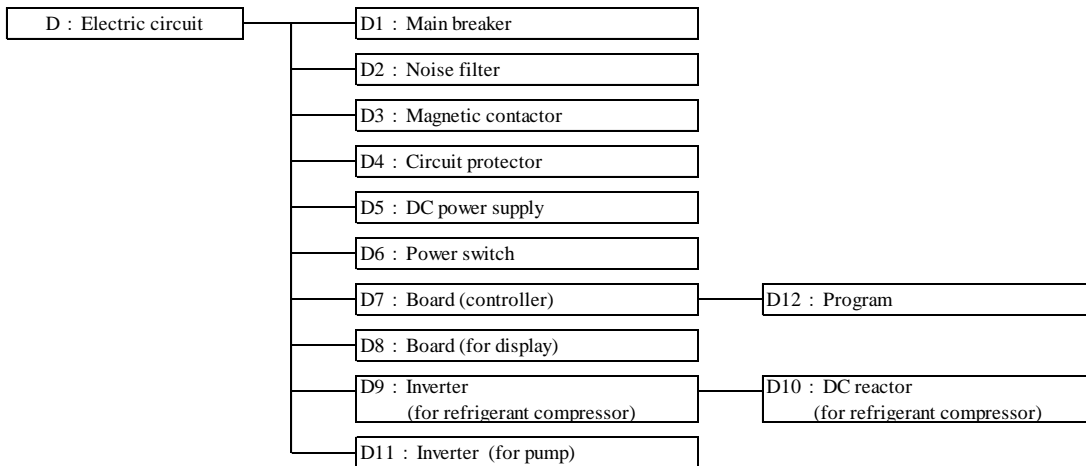 D : Electric circuit
D1 : Main breaker
D2 : Noise filter
D3 : Magnetic contactor
D4 : Circuit protector
D5 : DC power supply
D6 : Power switch
D7 : Board (controller)
D12 : Program
D8 : Board (for display)
D9 : Inverter
(for refrigerant compressor)
D10 : DC reactor
(for refrigerant compressor)
D11 : Inverter (for pump)